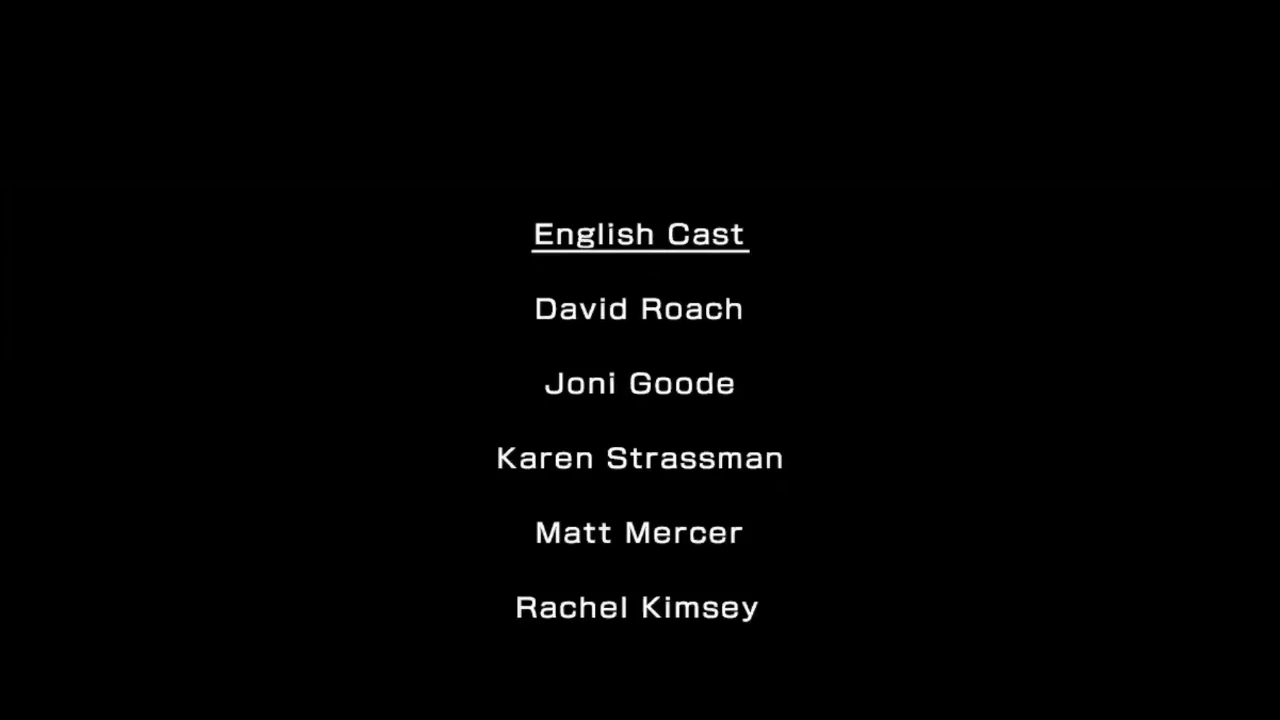 English Cast
David Roach
Joni Goode
Karen Strassman
Matt Mercer
Rachel Kimsey